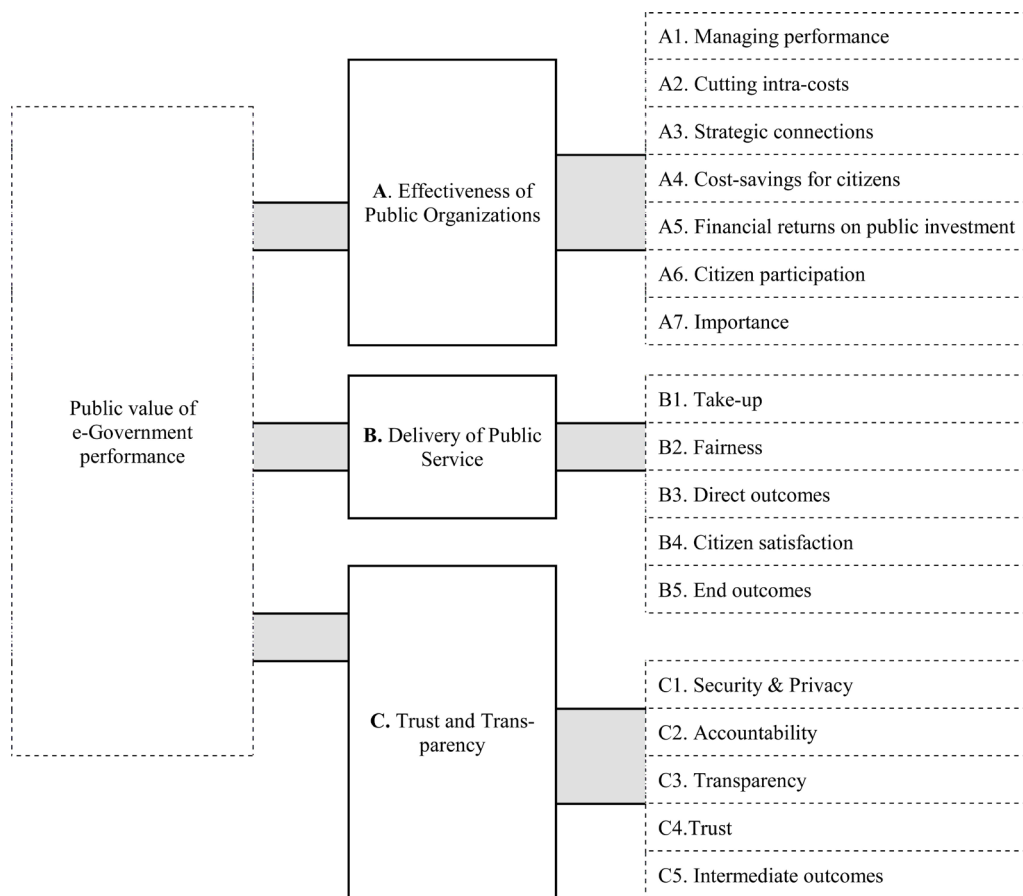 Public value of
e-Government
performance
A. Effectiveness of
Public Organizations
A1. Managing performance
A2. Cutting intra-costs
A3. Strategic connections
A4. Cost-savings for citizens
A5. Financial returns on public investment
A6. Citizen participation
A7. Importance
B. Delivery of Public
Service
B1. Take-up
B2. Fairness
B3. Direct outcomes
B4. Citizen satisfaction
B5. End outcomes
C. Trust and Trans-
parency
C1. Security & Privacy
C2. Accountability
C3. Transparency
C4.Trust
C5. Intermediate outcomes